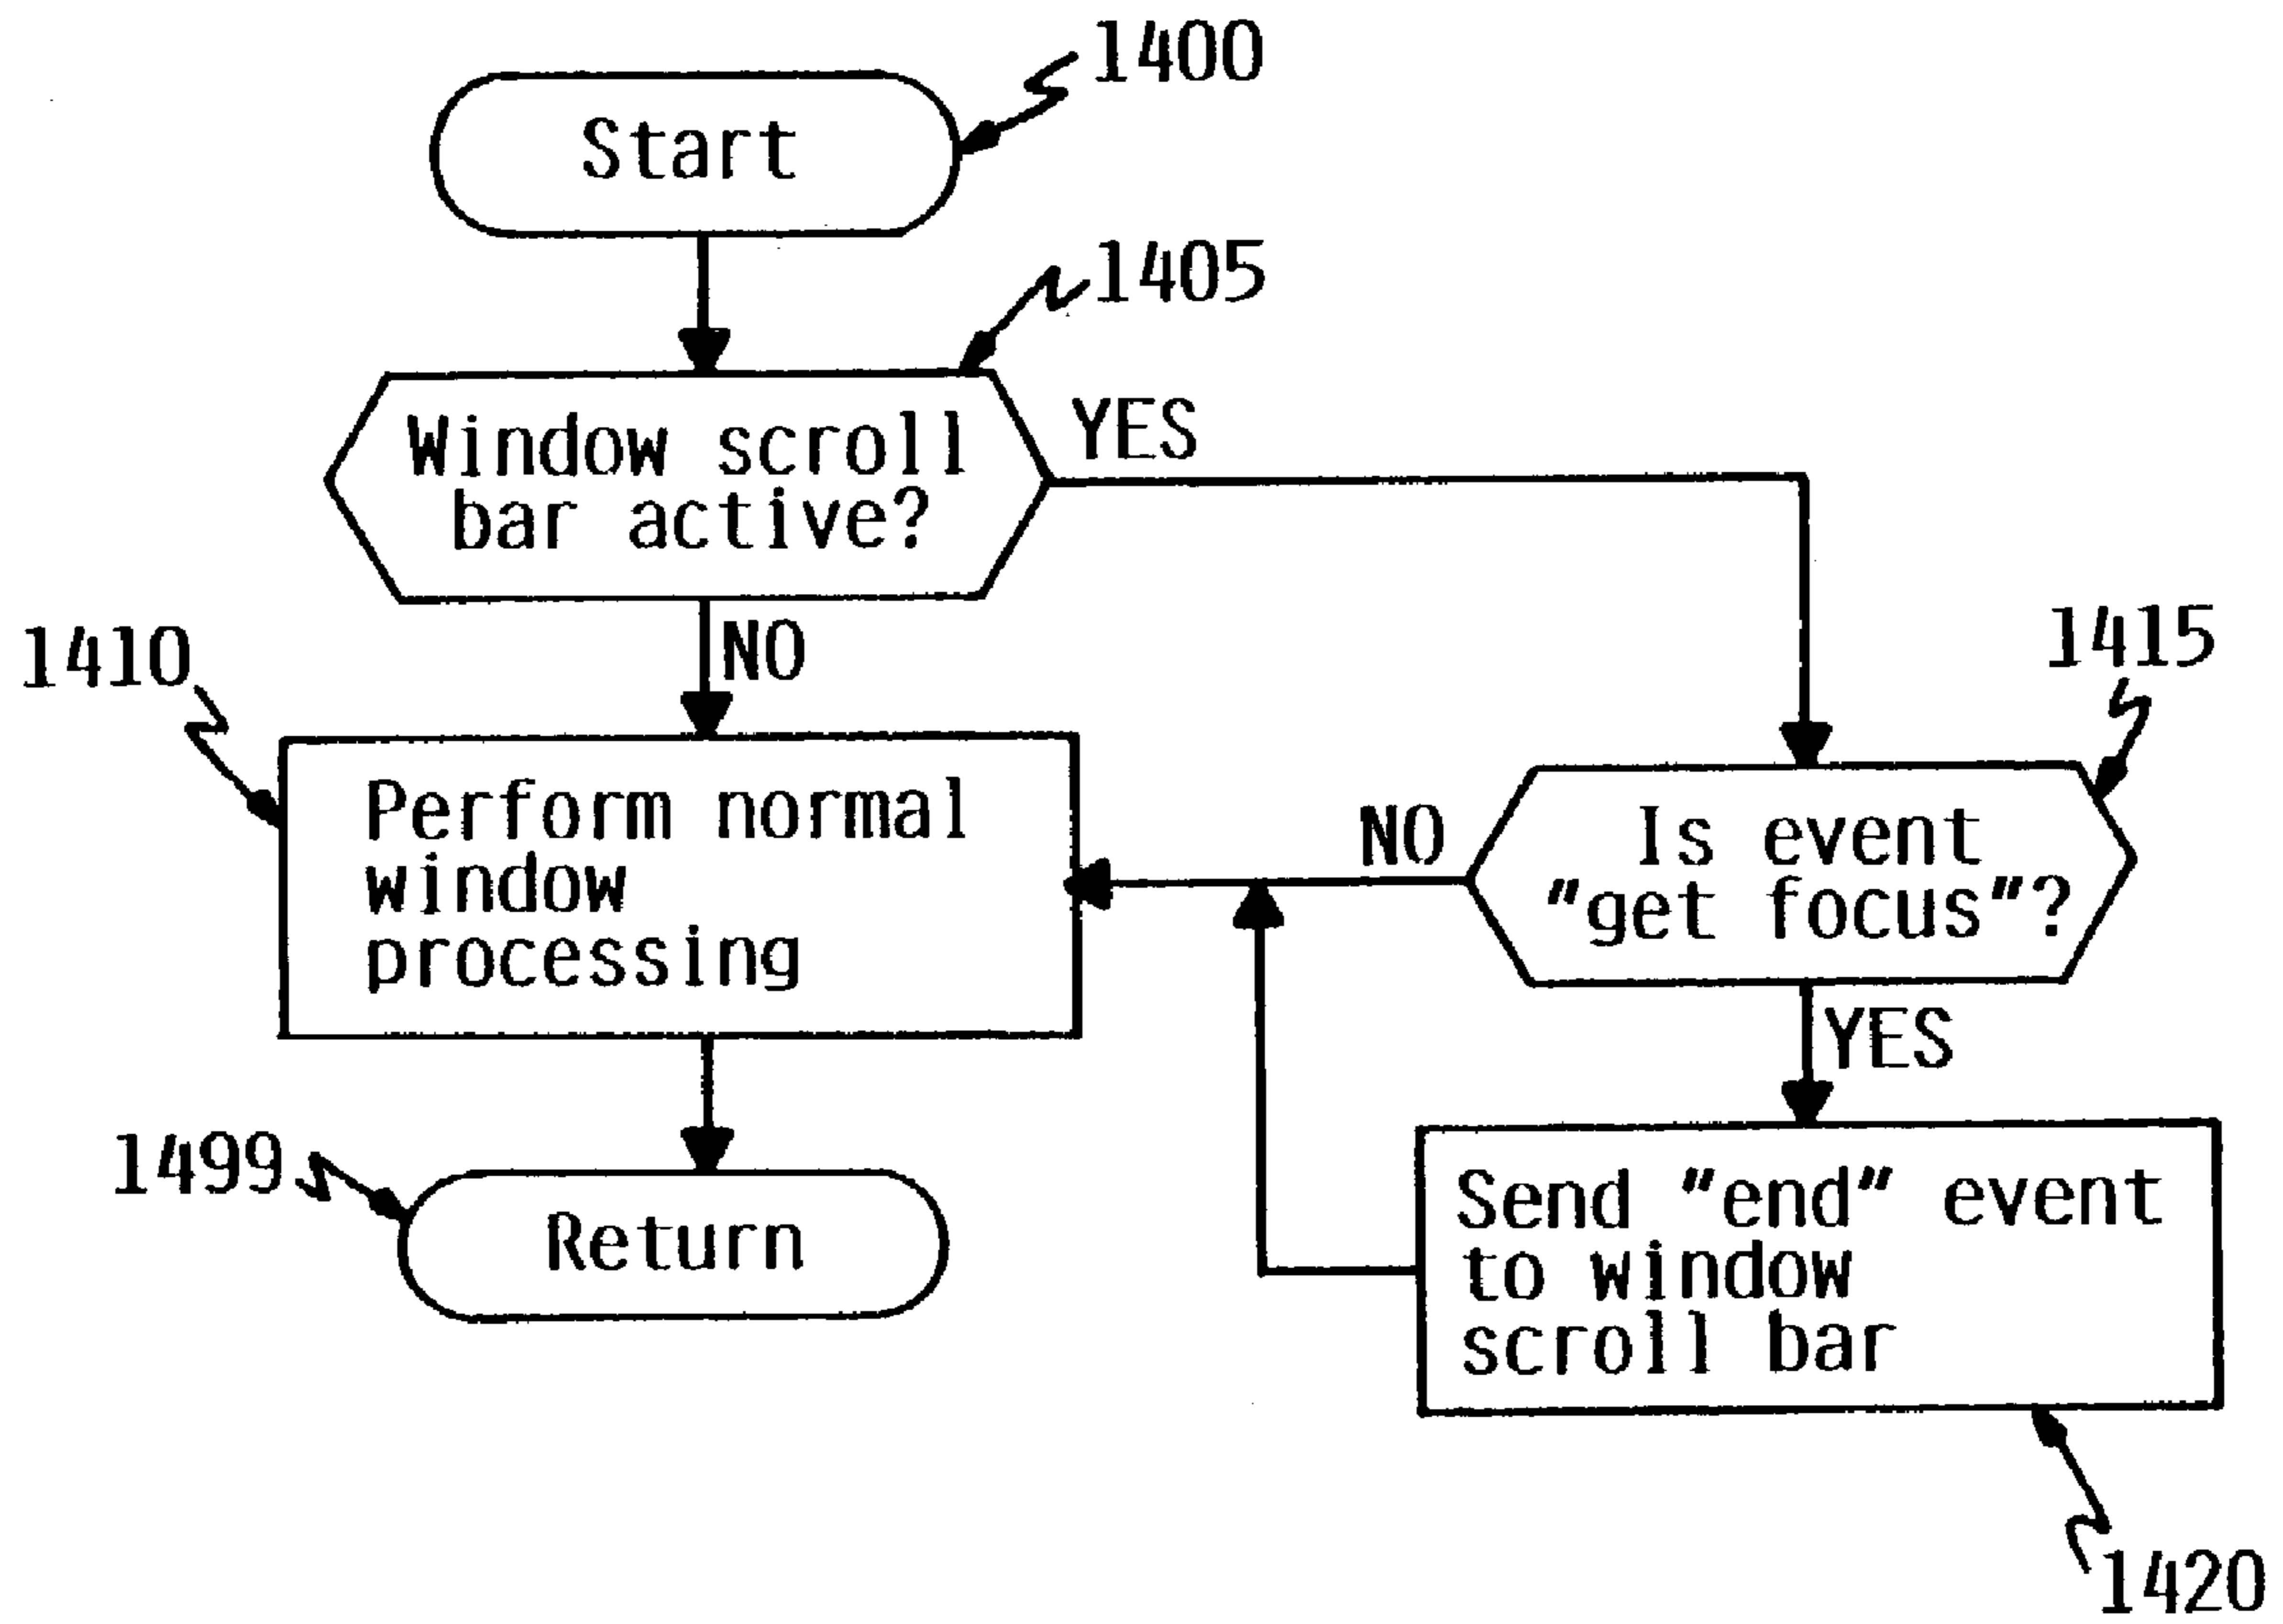 1400
Start
1405
Window scroll
bar active?
YES
NO
1410
1415
Perform normal
window
processing
NO
Is event
"get focus"?
YES
1499
Return
Send "end" event
to window
scroll bar
1420